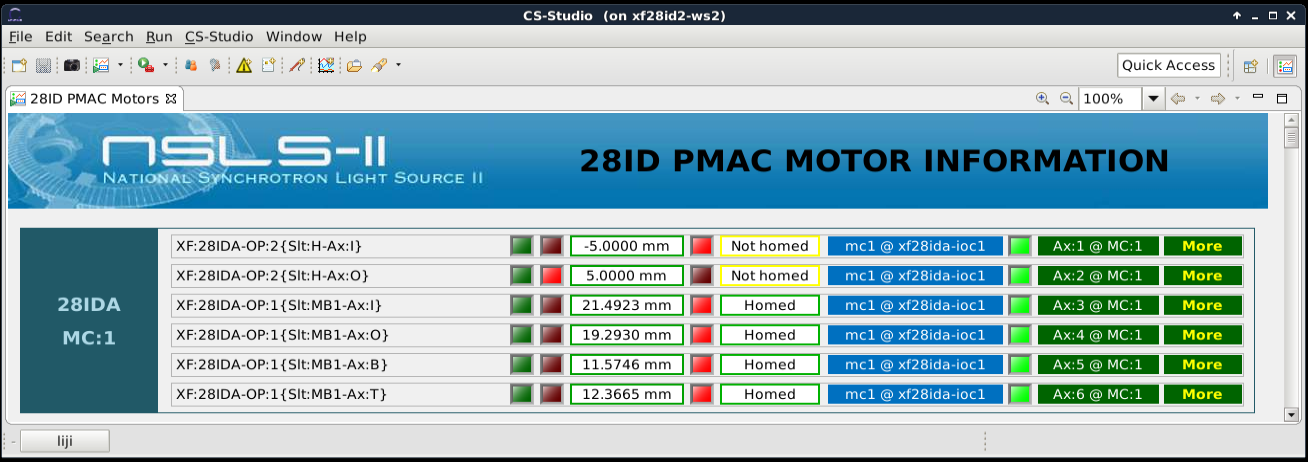 CS-Studio (on xf28id2-ws2)
File Edit Search Run CS-Studio Window Help
Quick Access
28ID PMAC Motors 100%
NSLS-II
NATIONAL SYNCHROTRON LIGHT SOURCE II
28ID PMAC MOTOR INFORMATION
28IDA
MC:1
XF:28IDA-OP:2{Slt:H-Ax:I} -5.0000 mm Not homed mc1 @ xf28ida-ioc1 Ax:1 @ MC:1 More
XF:28IDA-OP:2{Slt:H-Ax:O} 5.0000 mm Not homed mc1 @ xf28ida-ioc1 Ax:2 @ MC:1 More
XF:28IDA-OP:1{Slt:MB1-Ax:I} 21.4923 mm Homed mc1 @ xf28ida-ioc1 Ax:3 @ MC:1 More
XF:28IDA-OP:1{Slt:MB1-Ax:O} 19.2930 mm Homed mc1 @ xf28ida-ioc1 Ax:4 @ MC:1 More
XF:28IDA-OP:1{Slt:MB1-Ax:B} 11.5746 mm Homed mc1 @ xf28ida-ioc1 Ax:5 @ MC:1 More
XF:28IDA-OP:1{Slt:MB1-Ax:T} 12.3665 mm Homed mc1 @ xf28ida-ioc1 Ax:6 @ MC:1 More
liji